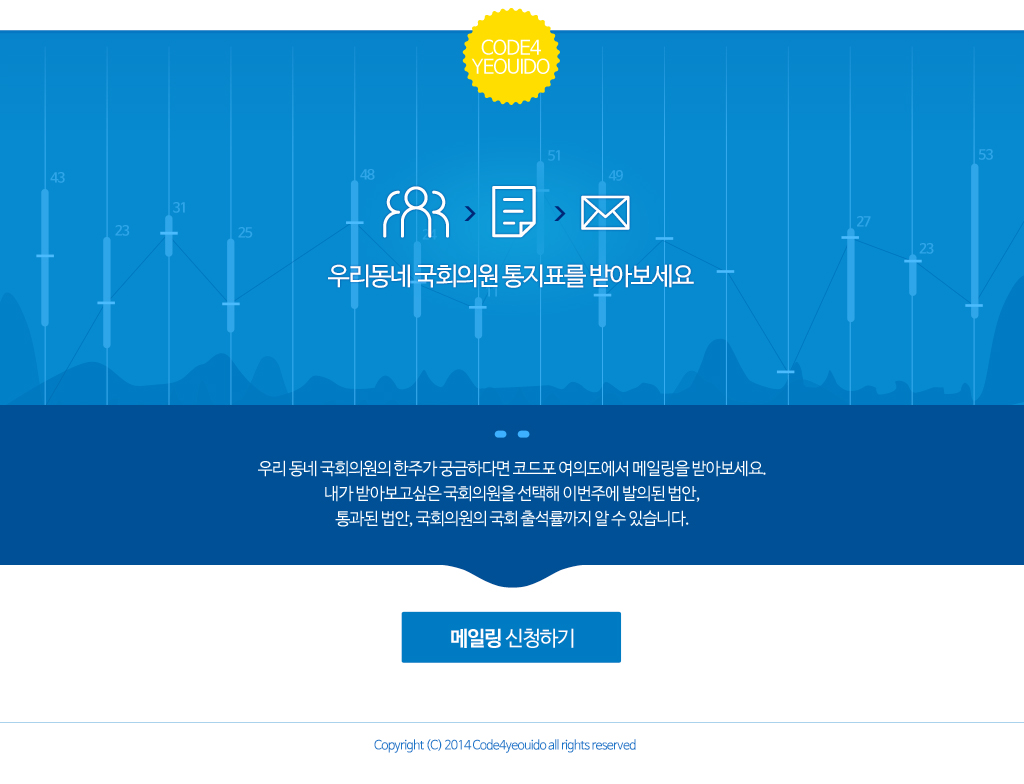 CODE4
YEOUIDO
43
23
31
25
48
51
49
27
23
53
11
우리동네 국회의원 통지표를 받아보세요
우리 동네 국회의원의 한주가 궁금하다면 코드포 여의도에서 메일링을 받아보세요.
내가 받아보고싶은 국회의원을 선택해 이번주에 발의된 법안,
통과된 법안, 국회의원의 국회 출석률까지 알 수 있습니다.
메일링 신청하기
Copyright (C) 2014 Code4yeouido all rights reserved